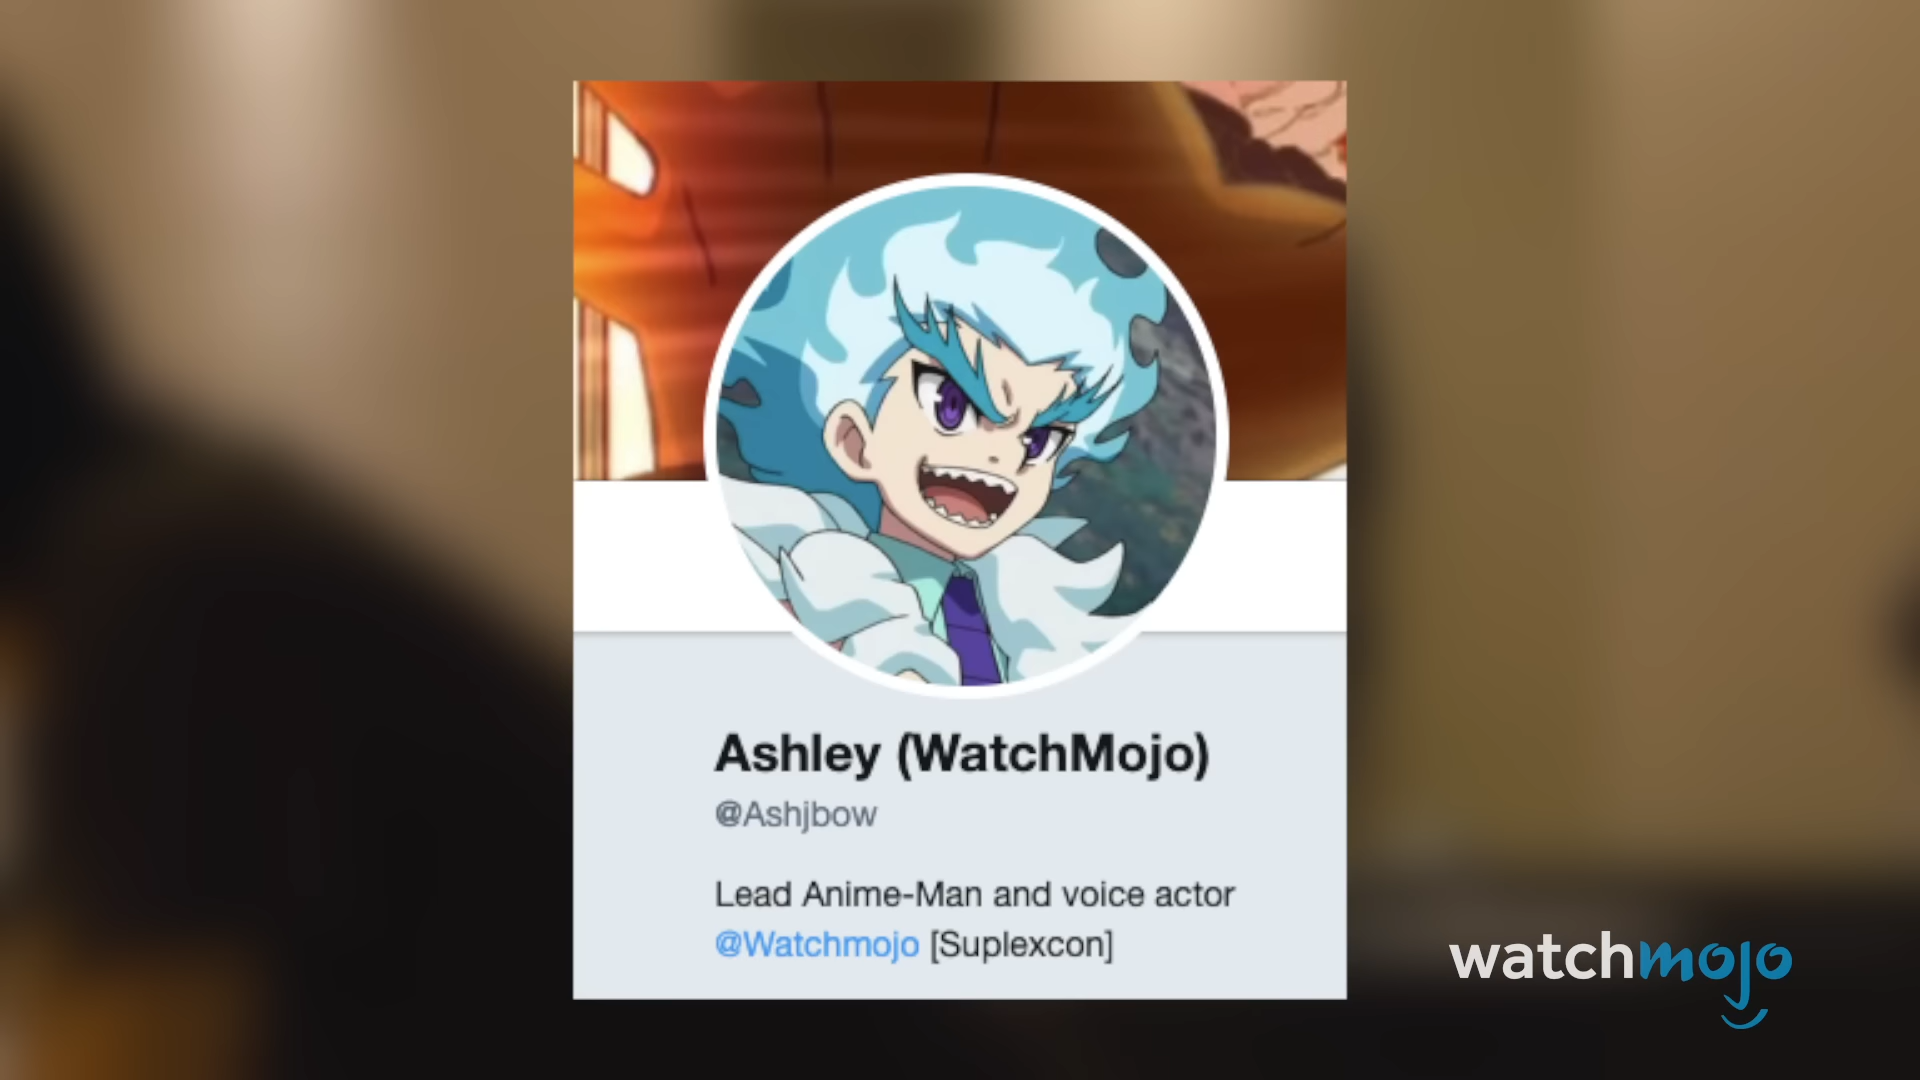 Ashley (WatchMojo)
@Ashjbow
Lead Anime-Man and voice actor
@Watchmojo [Suplexcon]
watchmojo